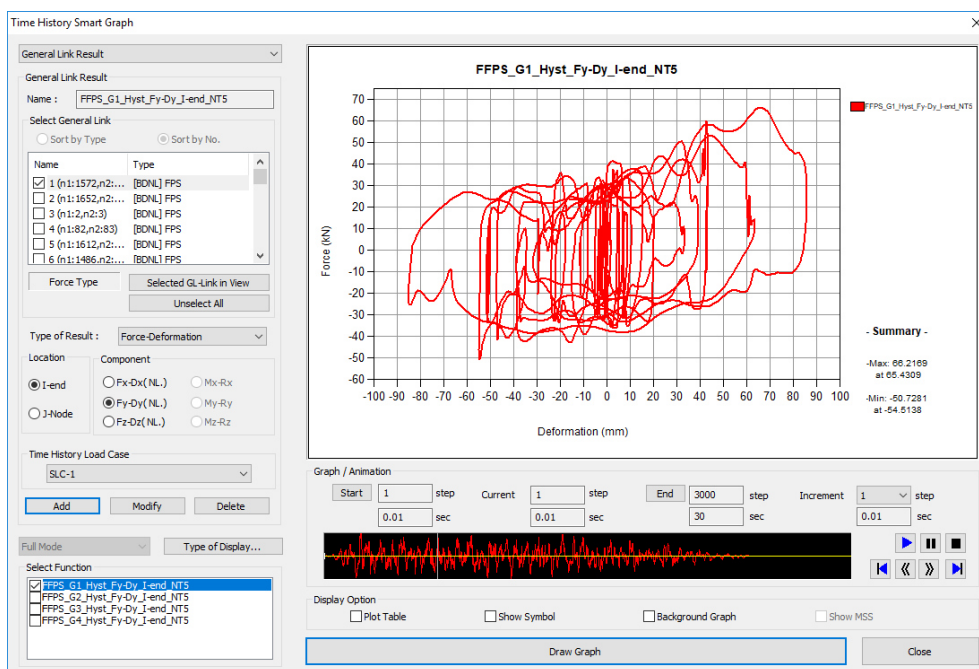 Time History Smart Graph
General Link Result
General Link Result
Name : FFPS_G1_Hyst_Fy-Dy_I-end_NT5
Select General Link
Sort by Type Sort by No.
Name Type
1 (n1:1572,n2:... [BDNL] FPS
2 (n1:1652,n2:... [BDNL] FPS
3 (n1:2,n2:3) [BDNL] FPS
4 (n1:82,n2:83) [BDNL] FPS
5 (n1:1612,n2:... [BDNL] FPS
6 (n1:1486,n2:... [BDNL] FPS
Force Type Selected GL-Link in View
Unselect All
Type of Result : Force-Deformation
Location Component
I-end Fx-Dx( NL.) Mx-Rx
Fy-Dy( NL.) My-Ry
J-Node Fz-Dz( NL.) Mz-Rz
Time History Load Case
SLC-1
Add Modify Delete
Full Mode Type of Display...
Select Function
FFPS_G1_Hyst_Fy-Dy_I-end_NT5
FFPS_G2_Hyst_Fy-Dy_I-end_NT5
FFPS_G3_Hyst_Fy-Dy_I-end_NT5
FFPS_G4_Hyst_Fy-Dy_I-end_NT5
FFPS_G1_Hyst_Fy-Dy_I-end_NT5
FFPS_G1_Hyst_Fy-Dy_I-end_NT5
Force (kN)
70
60
50
40
30
20
10
0
-10
-20
-30
-40
-50
-60
-100 -90 -80 -70 -60 -50 -40 -30 -20 -10 0 10 20 30 40 50 60 70 80 90 100
Deformation (mm)
- Summary -
-Max: 66.2169
at 65.4309
-Min: -50.7281
at -54.5138
Graph / Animation
Start 1 step Current 1 step End 3000 step Increment 1 step
0.01 sec 0.01 sec 30 sec 0.01 sec
Display Option
Plot Table Show Symbol Background Graph Show MSS
Draw Graph Close